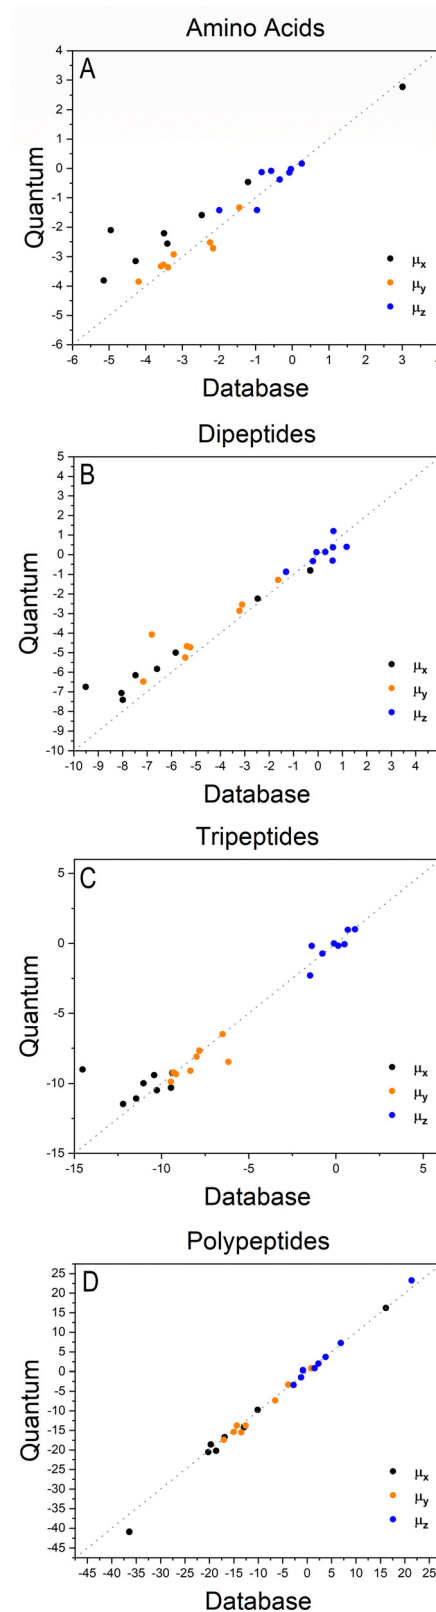 Amino Acids
A
4
3
2
1
0
-1
-2
-3
-4
-5
-6
Quantum
μx
μy
μz
-6 -5 -4 -3 -2 -1 0 1 2 3 4
Database
Dipeptides
B
5
4
3
2
1
0
-1
-2
-3
-4
-5
-6
-7
-8
-9
-10
Quantum
μx
μy
μz
-10 -9 -8 -7 -6 -5 -4 -3 -2 -1 0 1 2 3 4
Database
Tripeptides
C
5
0
-5
-10
-15
Quantum
μx
μy
μz
-15 -10 -5 0 5
Database
Polypeptides
D
25
20
15
10
5
0
-5
-10
-15
-20
-25
-30
-35
-40
-45
Quantum
μx
μy
μz
-45 -40 -35 -30 -25 -20 -15 -10 -5 0 5 10 15 20 25
Database